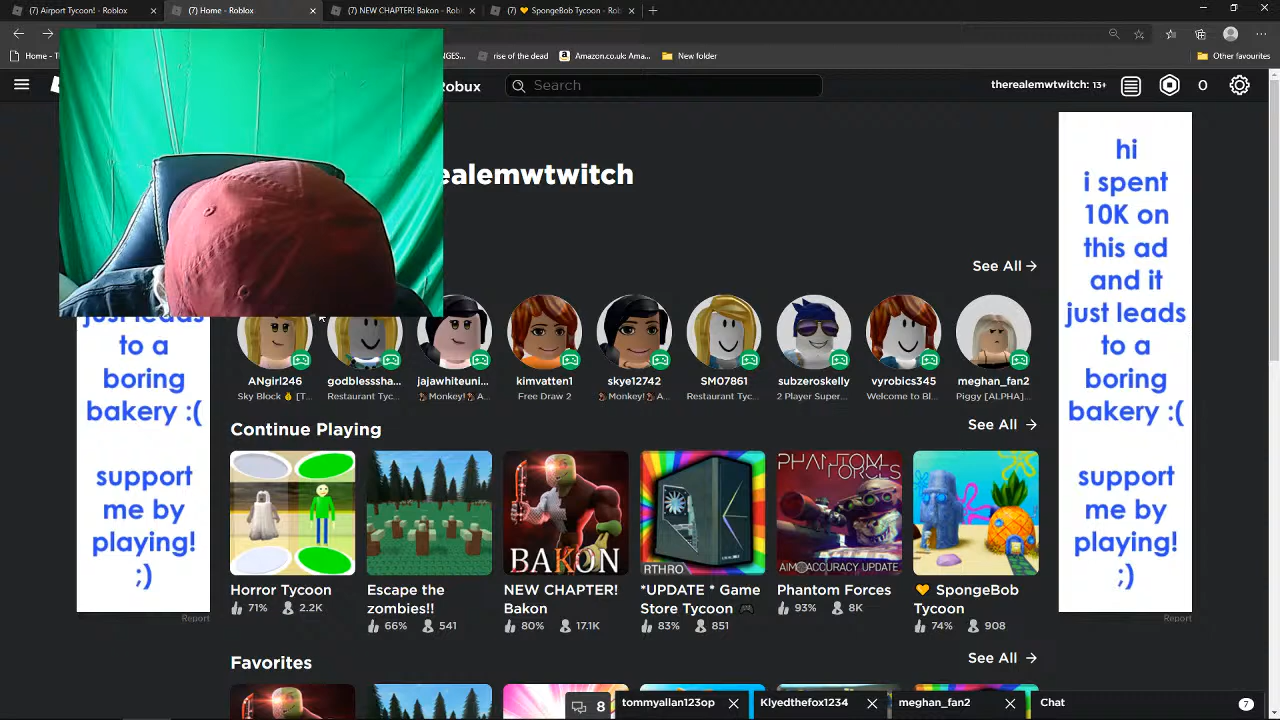 (7) Airport Tycoon! - Roblox
(7) Home - Roblox
(7) NEW CHAPTER! Bakon - Rob
(7) 🧡 SpongeBob Tycoon - Roblox
Home - T
NGES...
rise of the dead
Amazon.co.uk: Ama...
New folder
Other favourites
Robux
Search
therealemwtwitch: 13+
0
ealemwtwitch
See All →
ANgirl246
godblesssha...
jajawhiteuni...
kimvatten1
skye12742
SM07861
subzeroskelly
cyrobics345
meghan_fan2
Sky Block 💰 [T...
Restaurant Tyc...
🐒Monkey!🐒 A...
Free Draw 2
🐒Monkey!🐒 A...
Restaurant Tyc...
2 Player Super...
Welcome to Bl...
Piggy [ALPHA]...
Continue Playing
See All →
PHANTOM
FORCES
AIM ACCURACY UPDATE
BAKON
RTHRO
Horror Tycoon
71% 2.2K
Escape the
zombies!!
66% 541
NEW CHAPTER!
Bakon
80% 17.1K
*UPDATE * Game
Store Tycoon 🎮
83% 851
Phantom Forces
93% 8K
🧡 SpongeBob
Tycoon
74% 908
Favorites
See All →
just leads
to a
boring
bakery :(
support
me by
playing!
;)
Report
hi
i spent
10K on
this ad
and it
just leads
to a
boring
bakery :(
support
me by
playing!
;)
Report
8
tommyallan123op
Klyedthefox1234
meghan_fan2
Chat
7